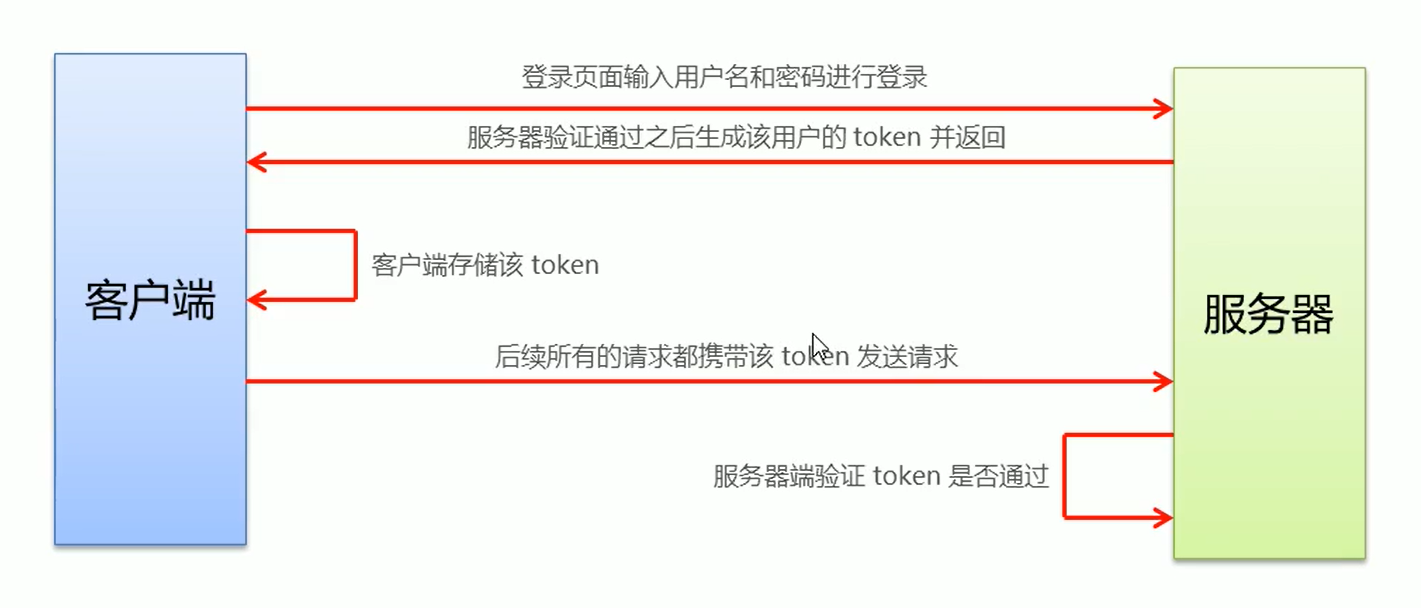 登录页面输入用户名和密码进行登录
服务器验证通过之后生成该用户的 token 并返回
客户端
客户端存储该 token
服务器
后续所有的请求都携带该 token 发送请求
服务器端验证 token 是否通过